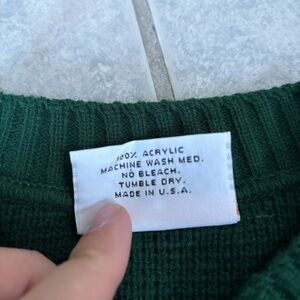 100% ACRYLIC
MACHINE WASH MED.
NO BLEACH.
TUMBLE DRY.
MADE IN U.S.A.